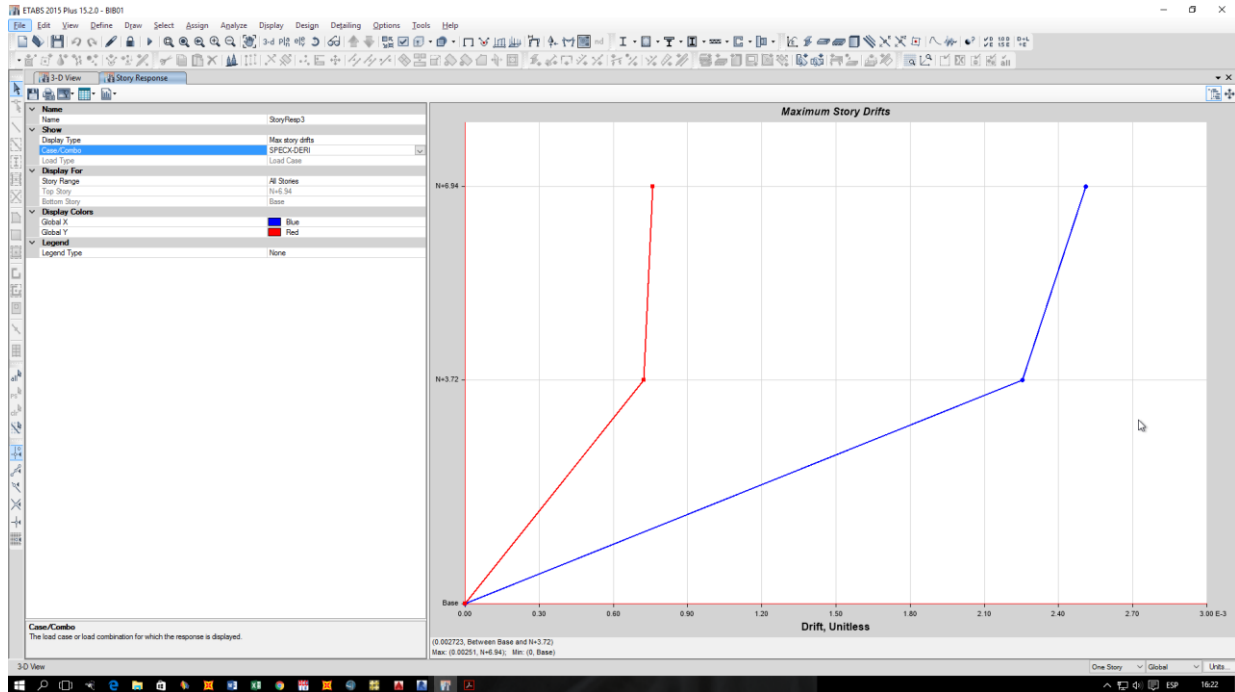 ETABS 2015 Plus 15.2.0 - BIB01
File Edit View Define Draw Select Assign Analyze Display Design Detailing Options Tools Help
3-D View Story Response
Name
Name StoryResp3
Show
Display Type Max story drifts
Case/Combo SPECX-DERI
Load Type Load Case
Display For
Story Range All Stories
Top Story N+6.94
Bottom Story Base
Display Colors
Global X Blue
Global Y Red
Legend
Legend Type None
Case/Combo
The load case or load combination for which the response is displayed.
Maximum Story Drifts
N+6.94
N+3.72
Base
0.00 0.30 0.60 0.90 1.20 1.50 1.80 2.10 2.40 2.70 3.00 E-3
Drift, Unitless
(0.002723, Between Base and N+3.72)
Max: (0.00251, N+6.94); Min: (0, Base)
3-D View One Story Global Units...
ESP 16:22